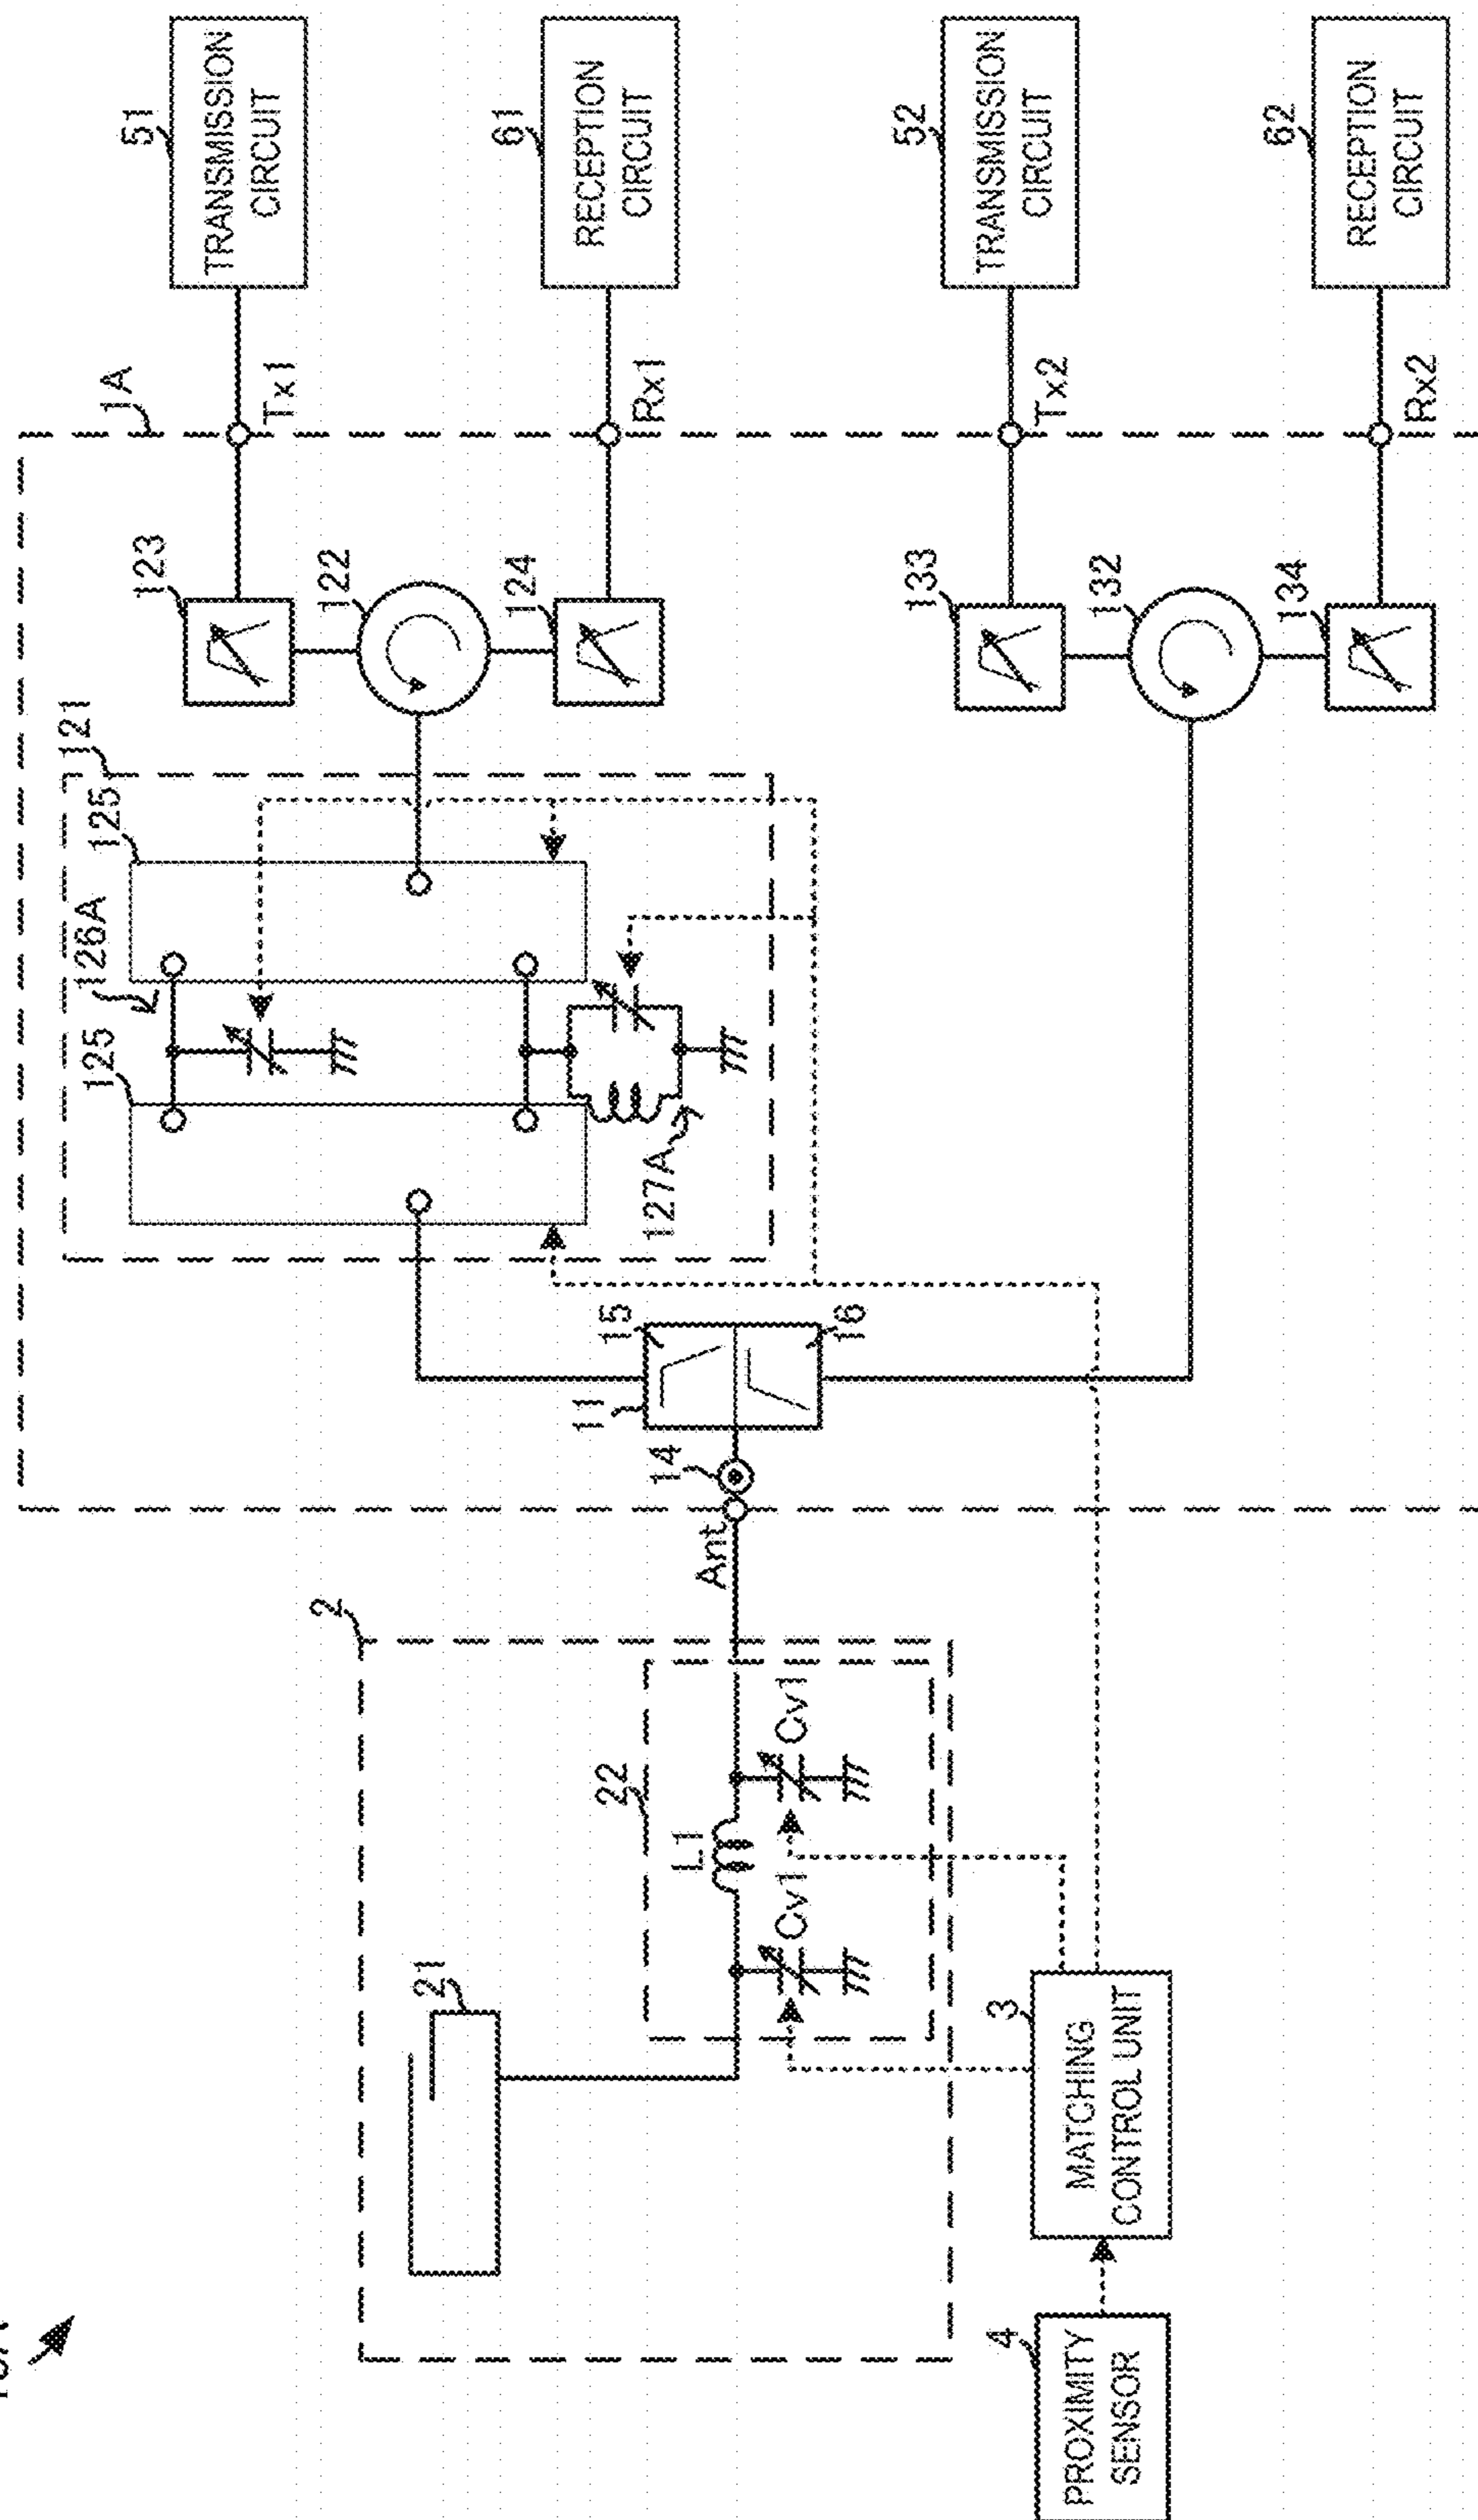 1A
121
123
TRANSMISSION
CIRCUIT
51
Tx1
125
126A
125
122
124
RECEPTION
CIRCUIT
61
Rx1
127A
2
21
22
L1
Cv1
Cv1
Ant
14
11
15
16
133
TRANSMISSION
CIRCUIT
52
Tx2
132
134
RECEPTION
CIRCUIT
62
Rx2
4
PROXIMITY
SENSOR
3
MATCHING
CONTROL UNIT